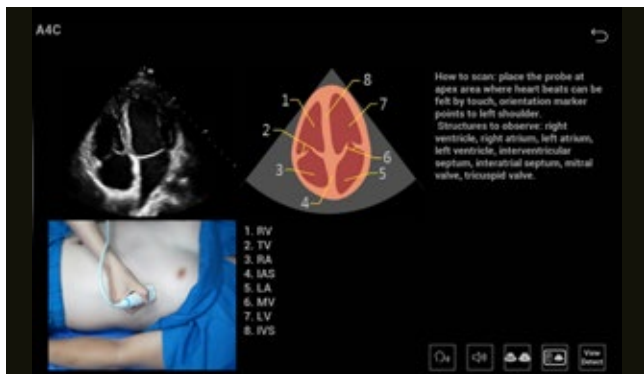 A4C
8
1
7
2
6
3
5
4
How to scan: place the probe at
apex area where heart beats can be
felt by touch, orientation marker
points to left shoulder.
Structures to observe: right
ventricle, right atrium, left atrium,
left ventricle, interventricular
septum, interatrial septum, mitral
valve, tricuspid valve.
1. RV
2. TV
3. RA
4. IAS
5. LA
6. MV
7. LV
8. IVS
View
Detect